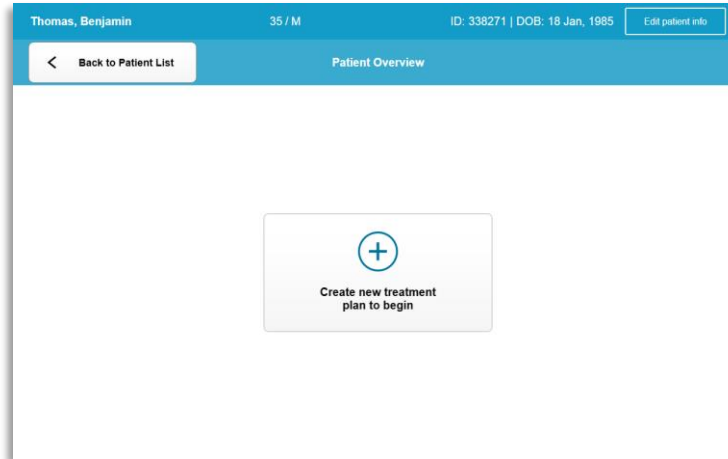 Thomas, Benjamin 35 / M ID: 338271 | DOB: 18 Jan, 1985 Edit patient info
Back to Patient List Patient Overview
Create new treatment
plan to begin